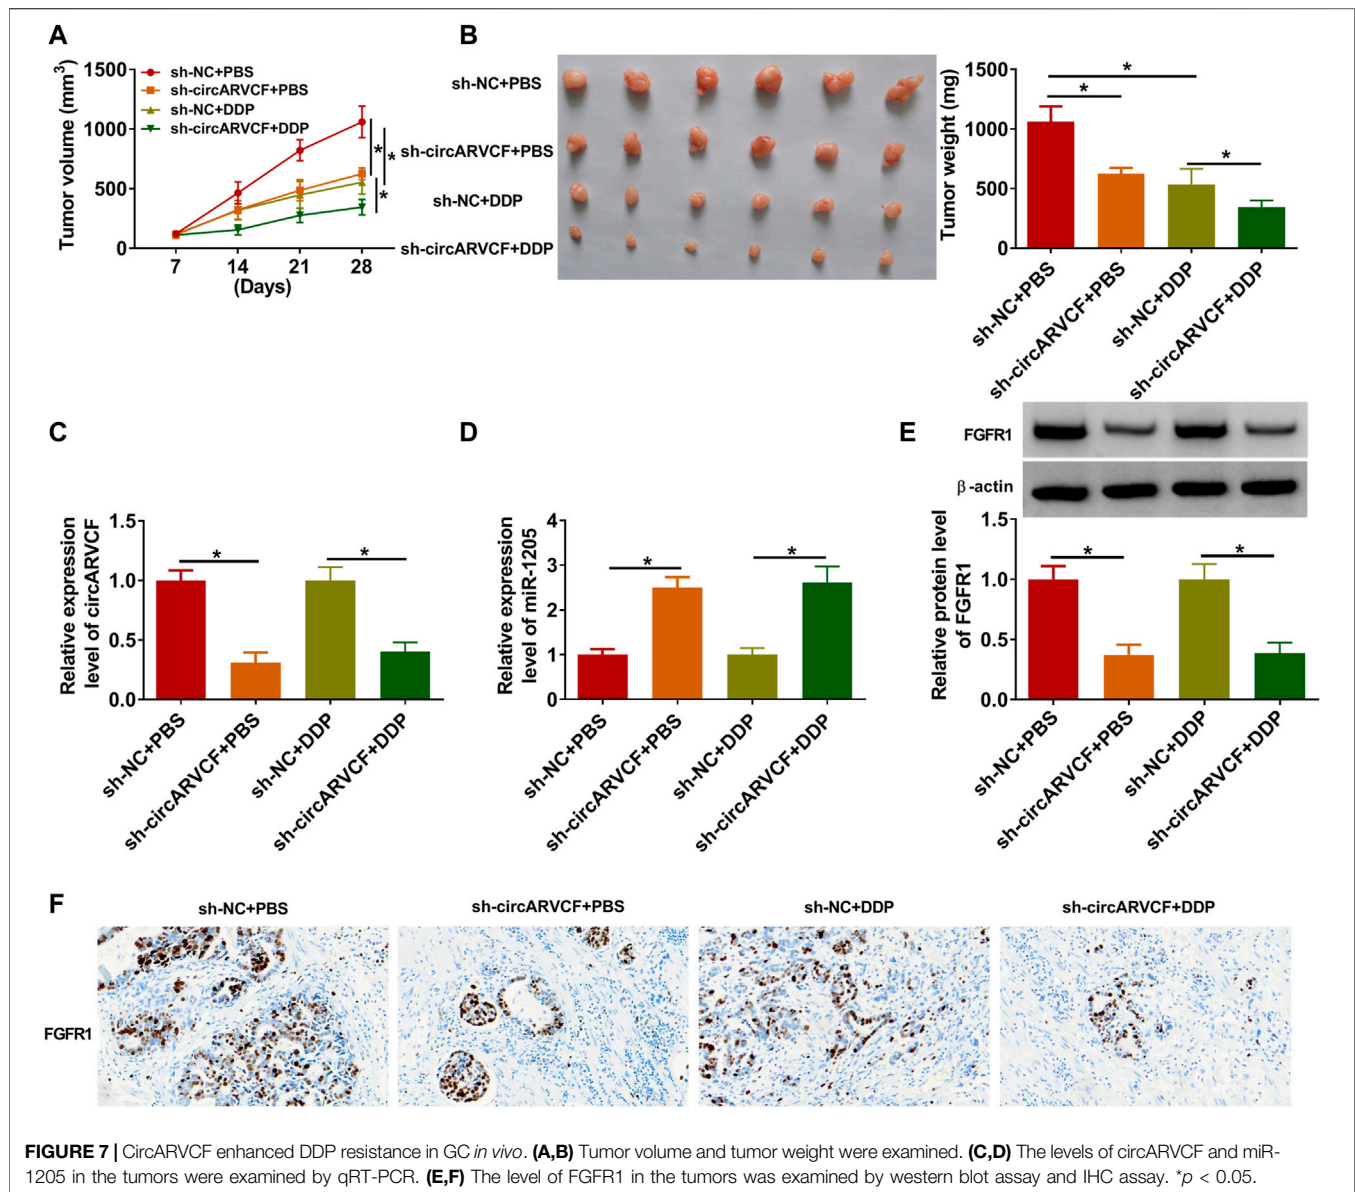 A
Tumor volume (mm³)
1500
1000
500
0
sh-NC+PBS
sh-circARVCF+PBS
sh-NC+DDP
sh-circARVCF+DDP
*
*
*
7 14 21 28
(Days)
B
sh-NC+PBS
sh-circARVCF+PBS
sh-NC+DDP
sh-circARVCF+DDP
Tumor weight (mg)
1500
1000
500
0
*
*
*
sh-NC+PBS
sh-circARVCF+PBS
sh-NC+DDP
sh-circARVCF+DDP
C
Relative expression
level of circARVCF
1.5
1.0
0.5
0.0
*
*
sh-NC+PBS
sh-circARVCF+PBS
sh-NC+DDP
sh-circARVCF+DDP
D
Relative expression
level of miR-1205
4
3
2
1
0
*
*
sh-NC+PBS
sh-circARVCF+PBS
sh-NC+DDP
sh-circARVCF+DDP
E
FGFR1
β-actin
Relative protein level
of FGFR1
1.5
1.0
0.5
0.0
*
*
sh-NC+PBS
sh-circARVCF+PBS
sh-NC+DDP
sh-circARVCF+DDP
F
sh-NC+PBS sh-circARVCF+PBS sh-NC+DDP sh-circARVCF+DDP
FGFR1
FIGURE 7 | CircARVCF enhanced DDP resistance in GC in vivo. (A,B) Tumor volume and tumor weight were examined. (C,D) The levels of circARVCF and miR-
1205 in the tumors were examined by qRT-PCR. (E,F) The level of FGFR1 in the tumors was examined by western blot assay and IHC assay. *p < 0.05.